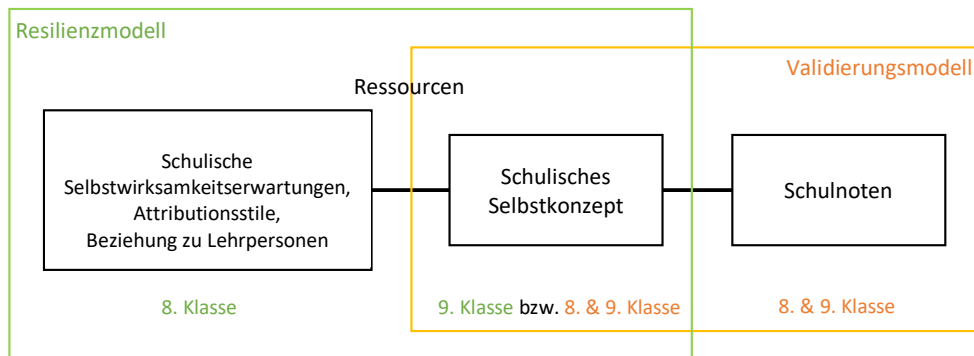 Resilienzmodell
Validierungsmodell
Ressourcen
Schulische
Selbstwirksamkeitserwartungen,
Attributionsstile,
Beziehung zu Lehrpersonen
Schulisches
Selbstkonzept
Schulnoten
8. Klasse
9. Klasse bzw. 8. & 9. Klasse
8. & 9. Klasse